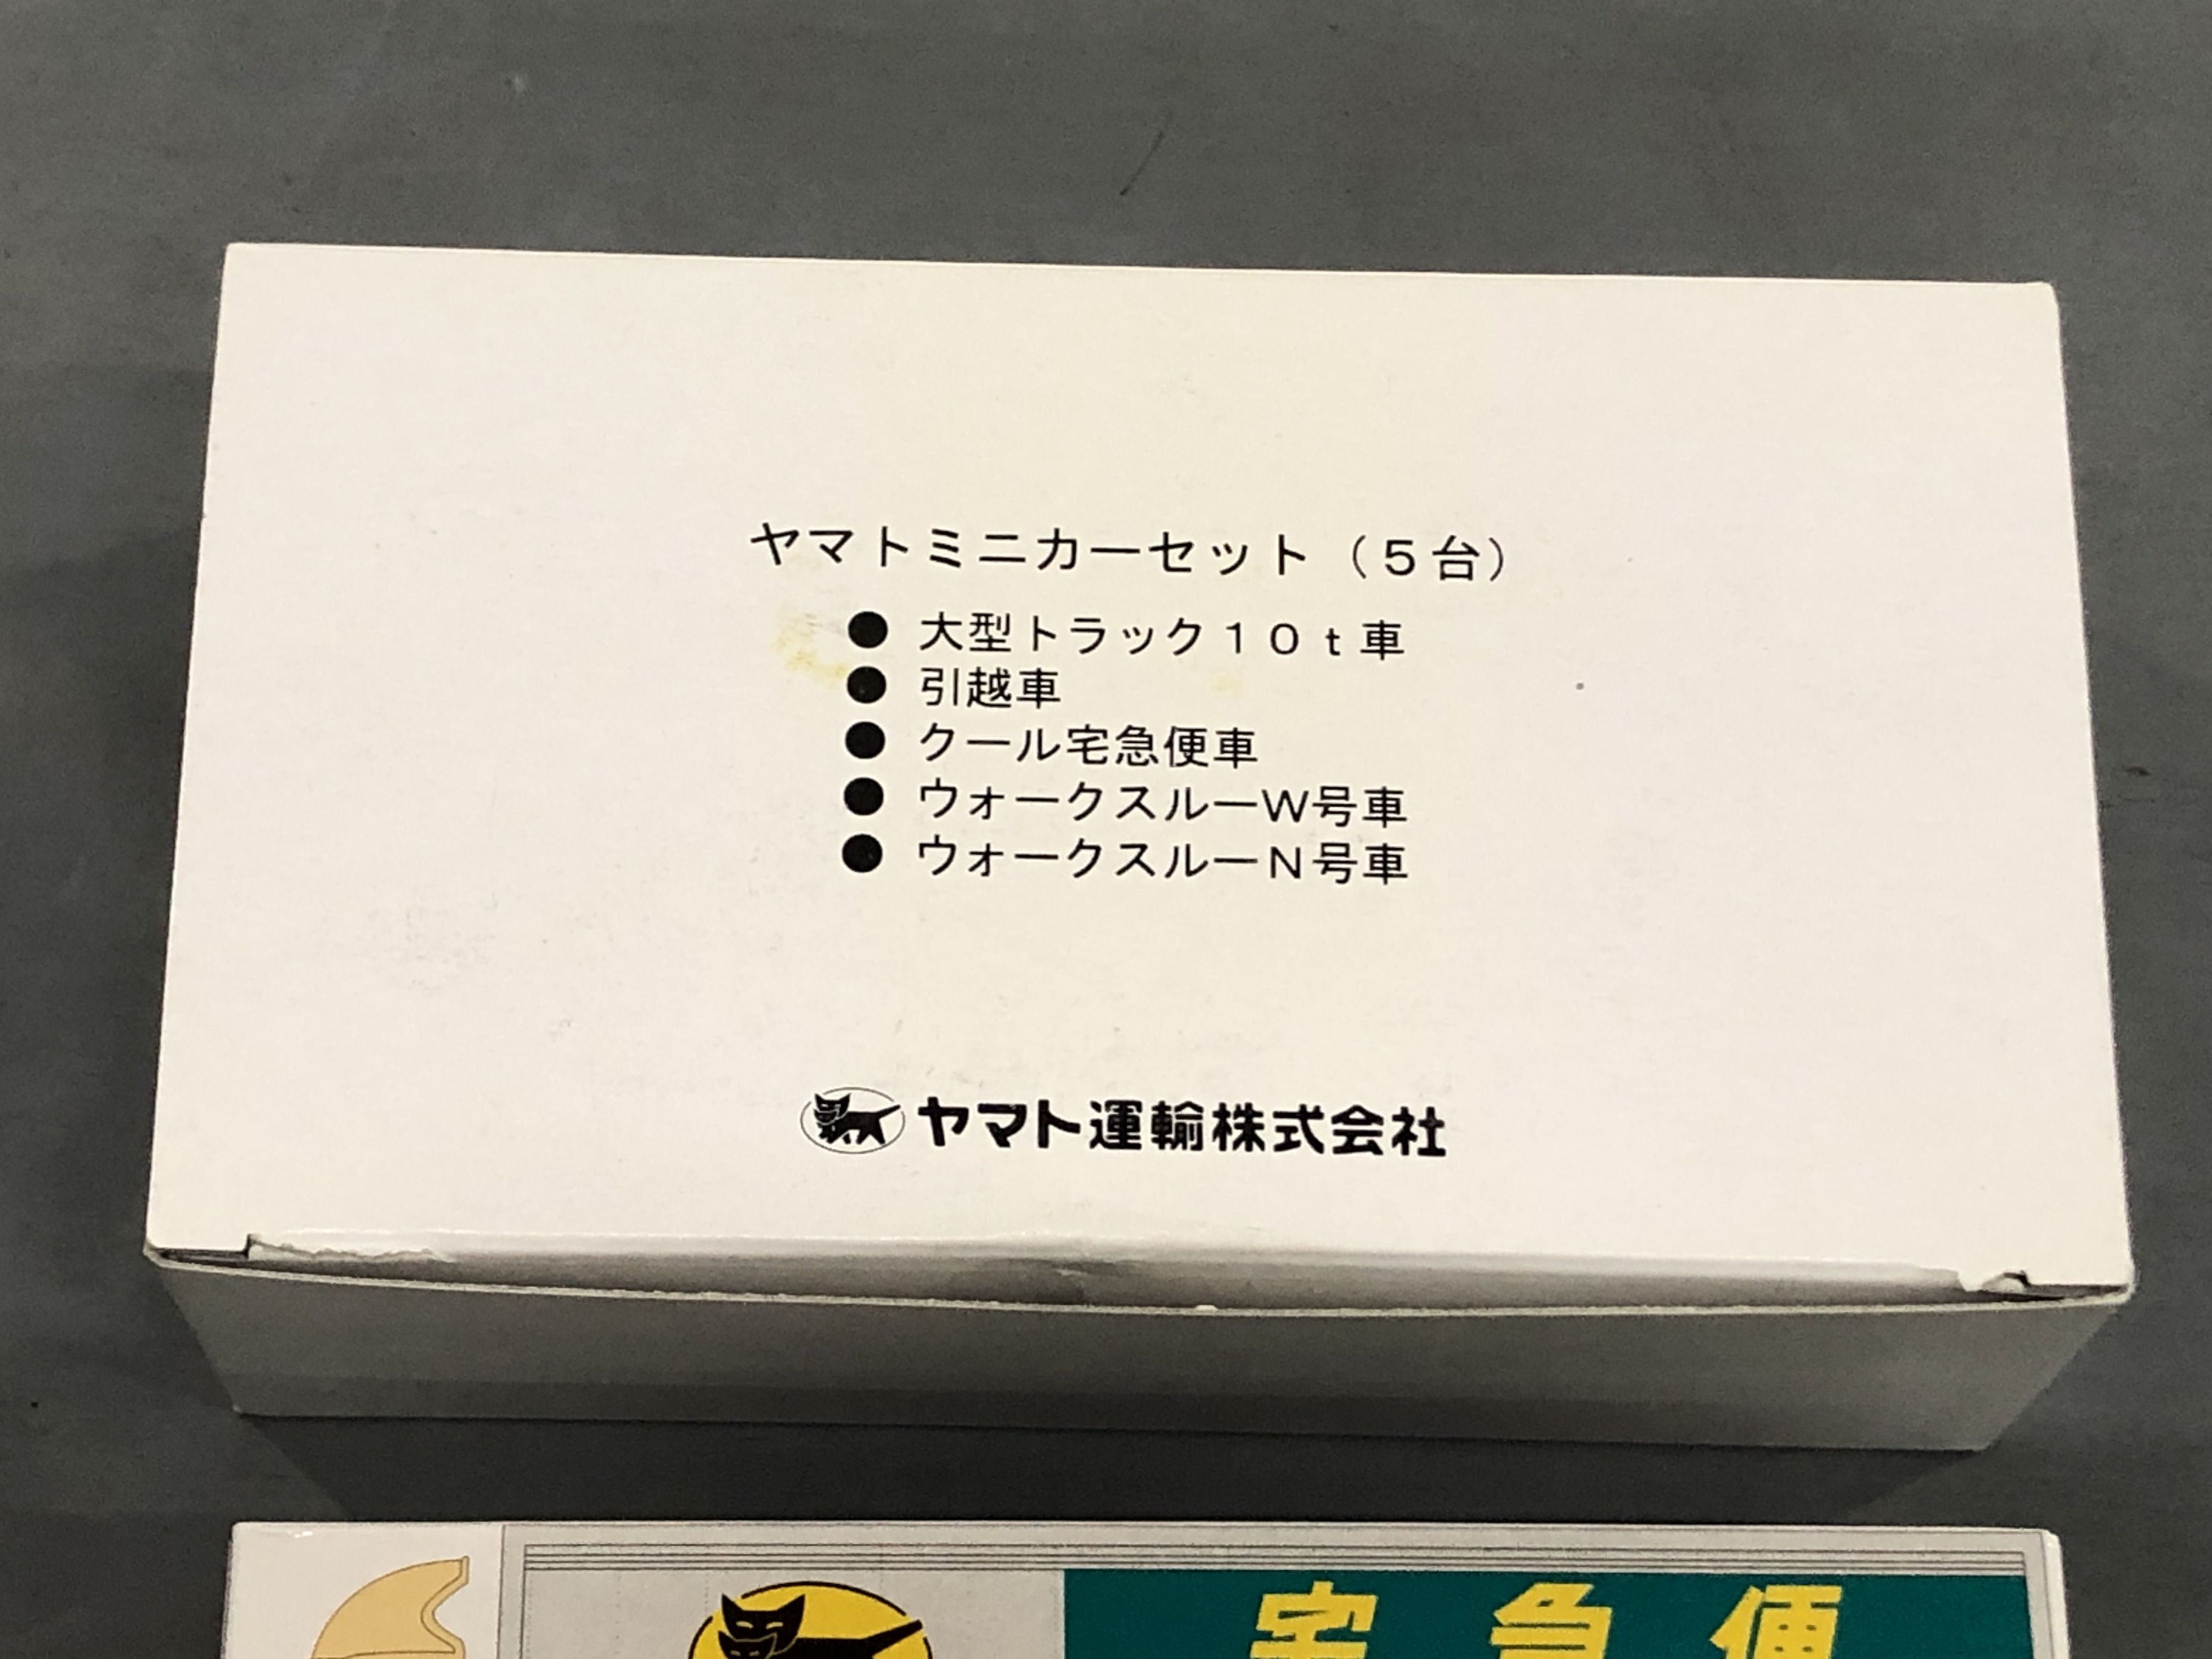 ヤマトミニカーセット（５台）
● 大型トラック１０ｔ車
● 引越車
● クール宅急便車
● ウォークスルーＷ号車
● ウォークスルーＮ号車
ヤマト運輸株式会社
宅急便